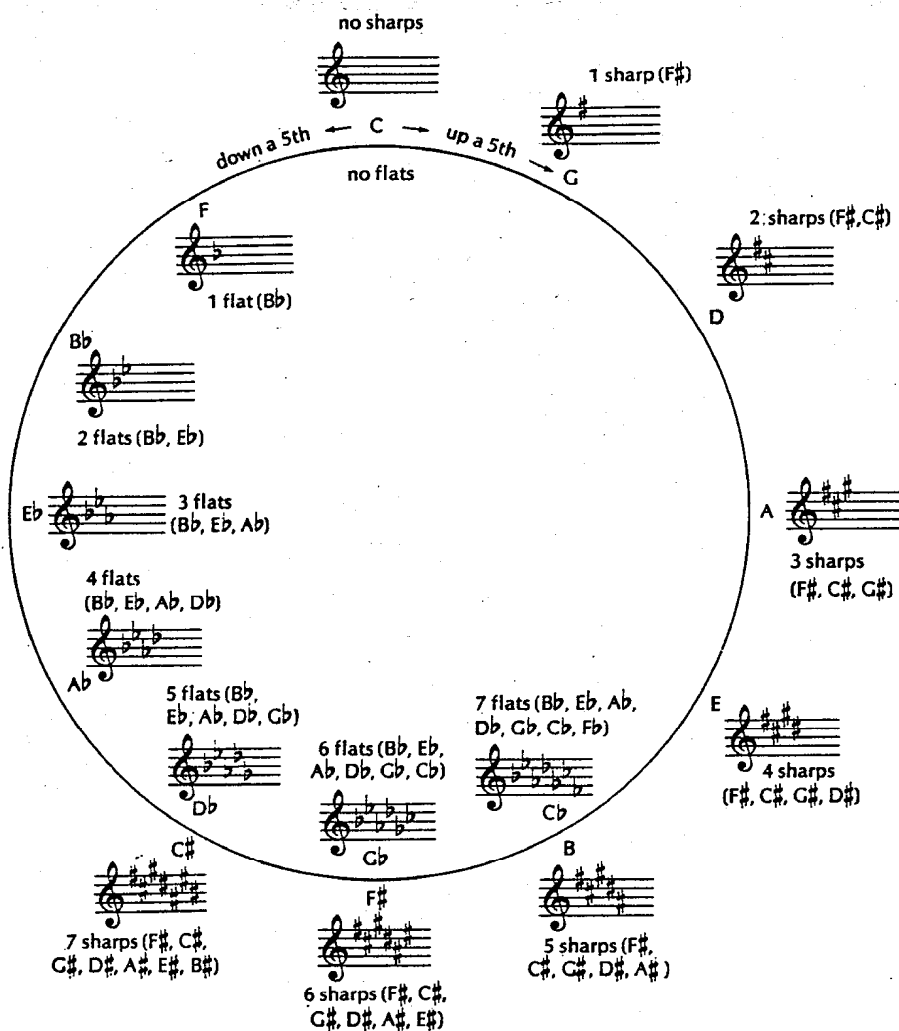 no sharps
1 sharp (F♯)
down a 5th ← C → up a 5th →
G
no flats
F
1 flat (B♭)
2 sharps (F♯, C♯)
D
B♭
2 flats (B♭, E♭)
E♭
3 flats
(B♭, E♭, A♭)
A
3 sharps
(F♯, C♯, G♯)
4 flats
(B♭, E♭, A♭, D♭)
A♭
5 flats (B♭,
E♭, A♭, D♭, G♭)
D♭
6 flats (B♭, E♭,
A♭, D♭, G♭, C♭)
G♭
7 flats (B♭, E♭, A♭,
D♭, G♭, C♭, F♭)
C♭
E
4 sharps
(F♯, C♯, G♯, D♯)
C♯
7 sharps (F♯, C♯,
G♯, D♯, A♯, E♯, B♯)
F♯
6 sharps (F♯, C♯,
G♯, D♯, A♯, E♯)
B
5 sharps (F♯,
C♯, G♯, D♯, A♯ )